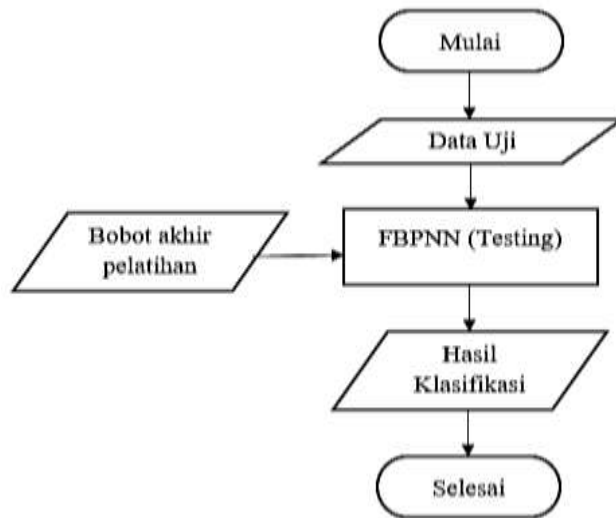 Mulai
Data Uji
Bobot akhir
pelatihan
FBPNN (Testing)
Hasil
Klasifikasi
Selesai